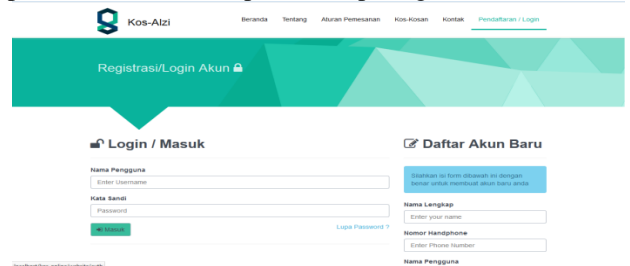 Kos-Alzi
Beranda Tentang Aturan Pemesanan Kos-Kosan Kontak Pendaftaran / Login
Registrasi/Login Akun
Login / Masuk
Nama Pengguna
Enter Username
Kata Sandi
Password
Masuk
Lupa Password ?
Daftar Akun Baru
Silahkan isi form dibawah ini dengan
benar untuk membuat akun baru anda
Nama Lengkap
Enter your name
Nomor Handphone
Enter Phone Number
Nama Pengguna